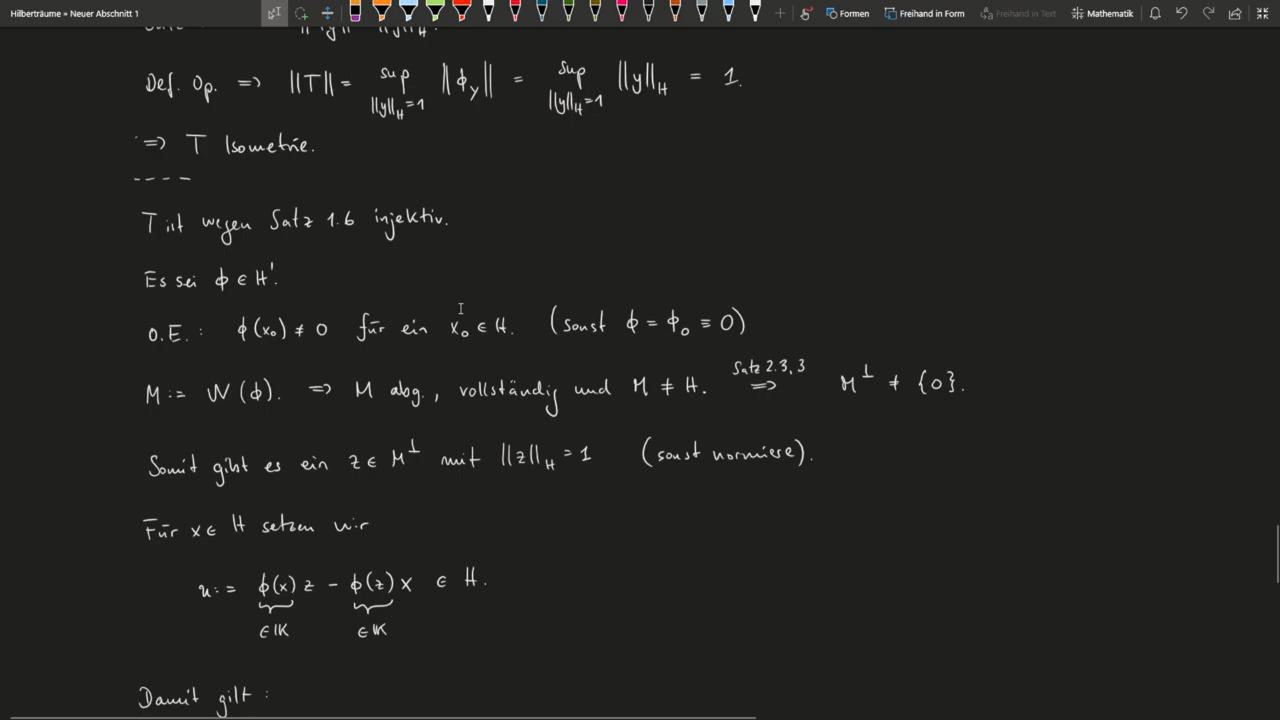 Hilberträume » Neuer Abschnitt 1
Formen
Freihand in Form
Freihand in Text
Mathematik
Def. Op. => ||T|| = sup ||ϕ_y|| = sup ||y||_H = 1.
||y||_H=1 ||y||_H=1
=> T Isometrie.
----
T ist wegen Satz 1.6 injektiv.
Es sei ϕ ∈ H'.
O.E.: ϕ(x₀) ≠ 0 für ein x₀ ∈ H. (sonst ϕ = ϕ₀ ≡ 0)
Satz 2.3, 3
M := N(ϕ). => M abg., vollständig und M ≠ H. => M^⊥ ≠ {0}.
Somit gibt es ein z ∈ M^⊥ mit ||z||_H = 1 (sonst normiere).
Für x ∈ H setzen wir
u := ϕ(x) z - ϕ(z) x ∈ H.
∈ 𝕂 ∈ 𝕂
Damit gilt :